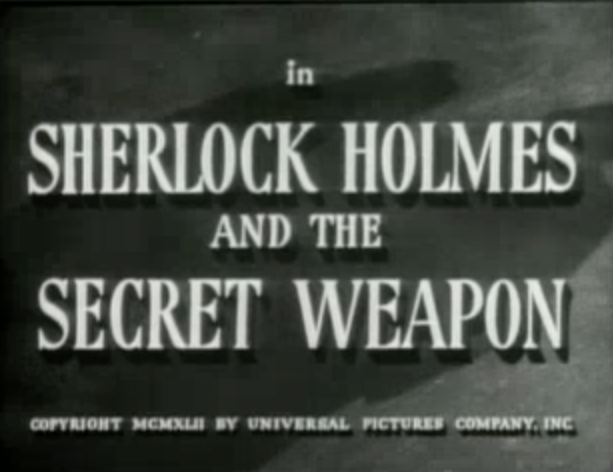 in
SHERLOCK HOLMES
AND THE
SECRET WEAPON
COPYRIGHT MCMXLII BY UNIVERSAL PICTURES COMPANY, INC.